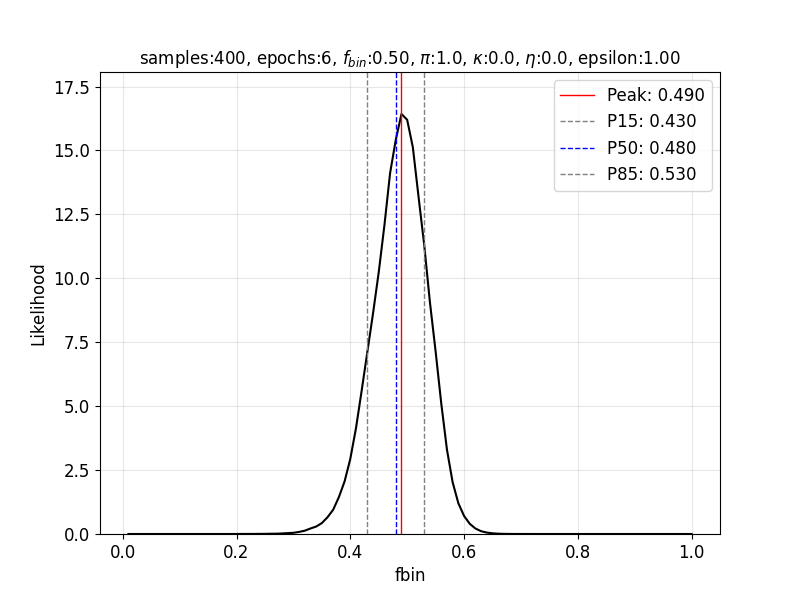 samples:400, epochs:6, f_bin:0.50, π:1.0, κ:0.0, η:0.0, epsilon:1.00
Peak: 0.490
P15: 0.430
P50: 0.480
P85: 0.530
17.5
15.0
12.5
10.0
7.5
5.0
2.5
0.0
Likelihood
0.0 0.2 0.4 0.6 0.8 1.0
fbin